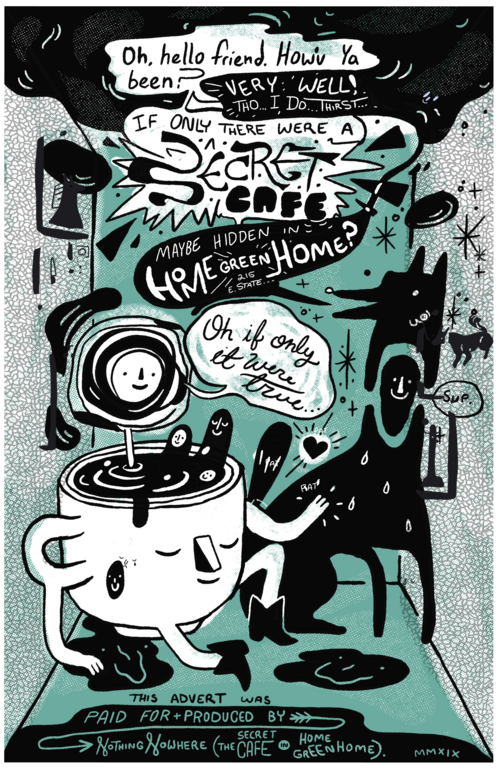 Oh, hello friend. How'v Ya
been?
VERY WELL!
THO... I DO... THIRST...
IF ONLY THERE WERE A
SECRET
CAFE
MAYBE HIDDEN IN
HOME GREEN HOME?
215
E. STATE...
Oh if only
it were
true...
SUP.
PAT!
THIS ADVERT WAS
PAID FOR + PRODUCED BY
NOTHING NOWHERE (THE SECRET CAFE IN HOME GREEN HOME).
MMXIX